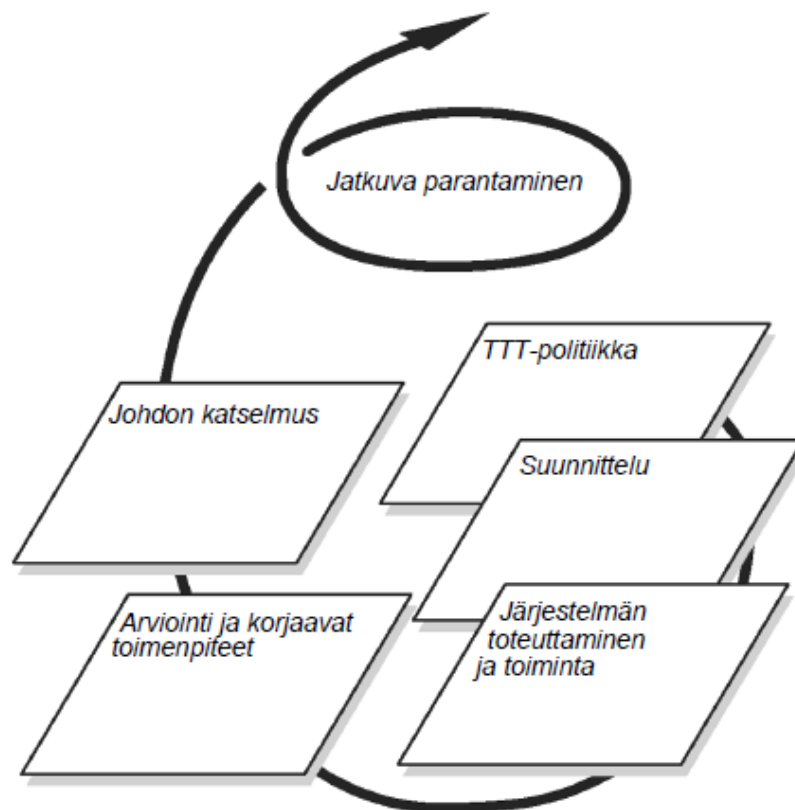 Jatkuva parantaminen
TTT-politiikka
Johdon katselmus
Suunnittelu
Arviointi ja korjaavat
toimenpiteet
Järjestelmän
toteuttaminen
ja toiminta